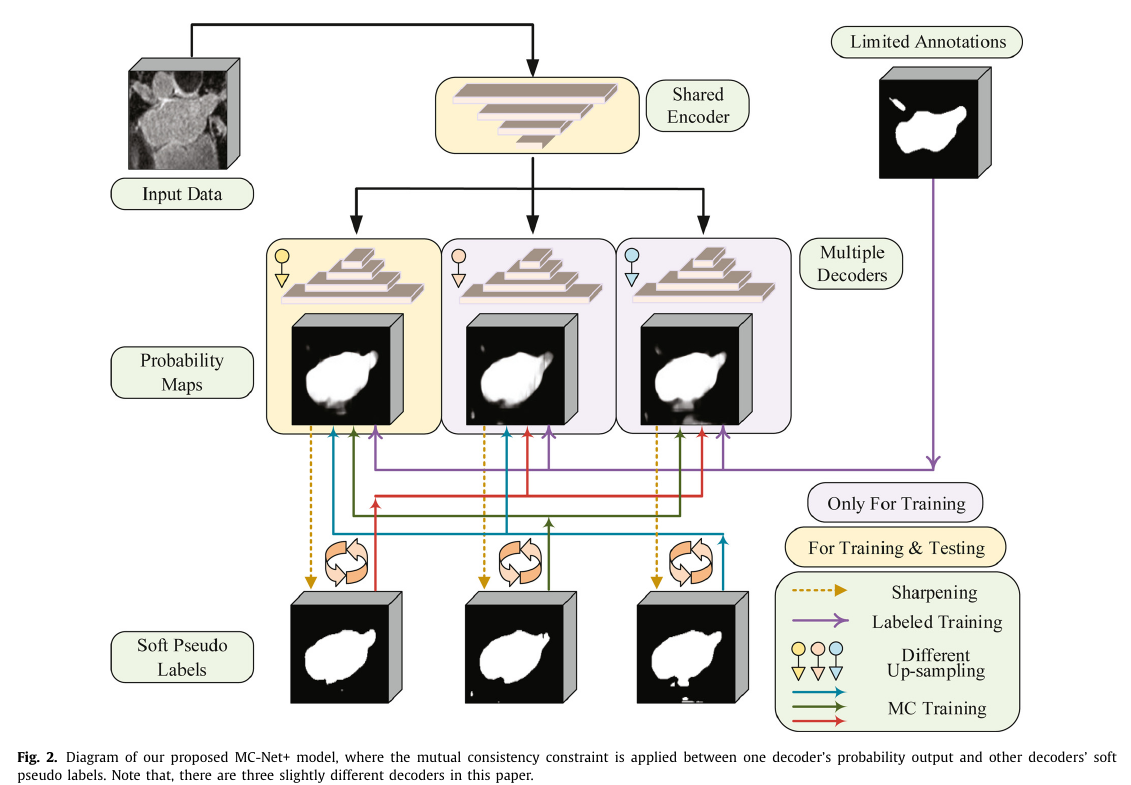 Limited Annotations
Shared
Encoder
Input Data
Multiple
Decoders
Probability
Maps
Only For Training
For Training & Testing
Sharpening
Labeled Training
Different
Up-sampling
MC Training
Soft Pseudo
Labels
Fig. 2. Diagram of our proposed MC-Net+ model, where the mutual consistency constraint is applied between one decoder's probability output and other decoders' soft
pseudo labels. Note that, there are three slightly different decoders in this paper.